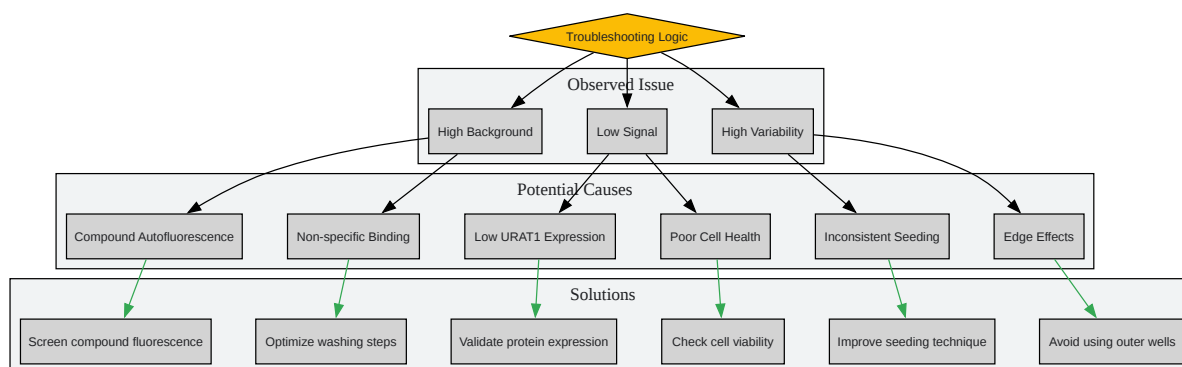 Troubleshooting Logic
Observed Issue
High Background
Low Signal
High Variability
Potential Causes
Compound Autofluorescence
Non-specific Binding
Low URAT1 Expression
Poor Cell Health
Inconsistent Seeding
Edge Effects
Solutions
Screen compound fluorescence
Optimize washing steps
Validate protein expression
Check cell viability
Improve seeding technique
Avoid using outer wells